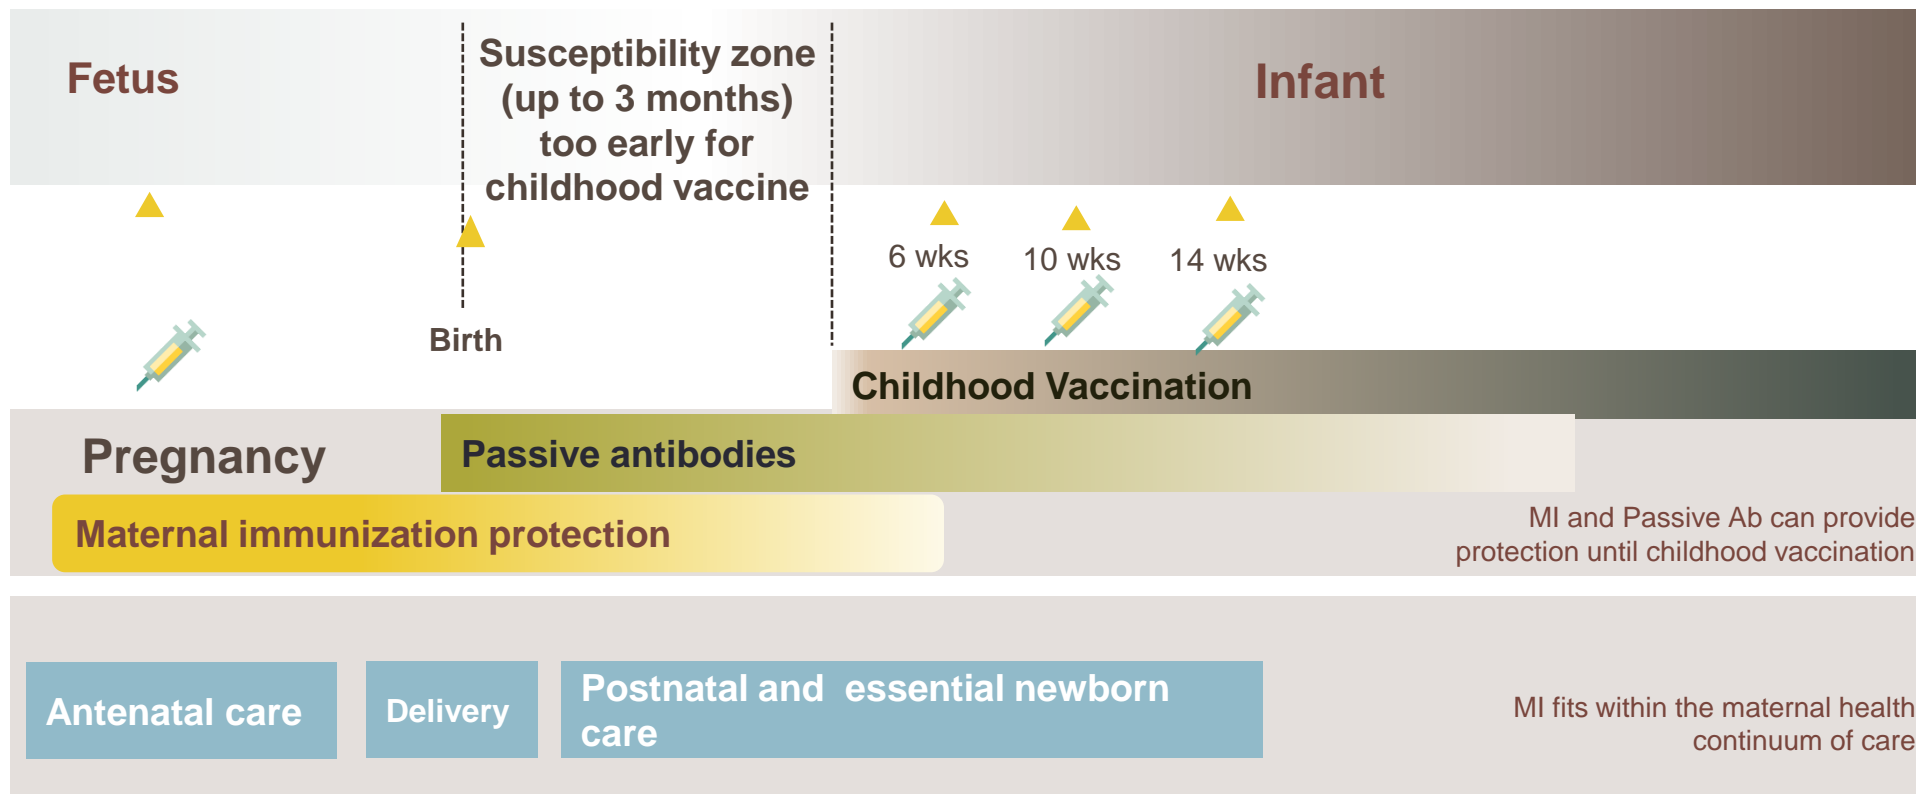 Fetus
Susceptibility zone
(up to 3 months)
too early for
childhood vaccine
Infant
6 wks
10 wks
14 wks
Birth
Childhood Vaccination
Pregnancy
Passive antibodies
Maternal immunization protection
MI and Passive Ab can provide
protection until childhood vaccination
Antenatal care
Delivery
Postnatal and essential newborn
care
MI fits within the maternal health
continuum of care